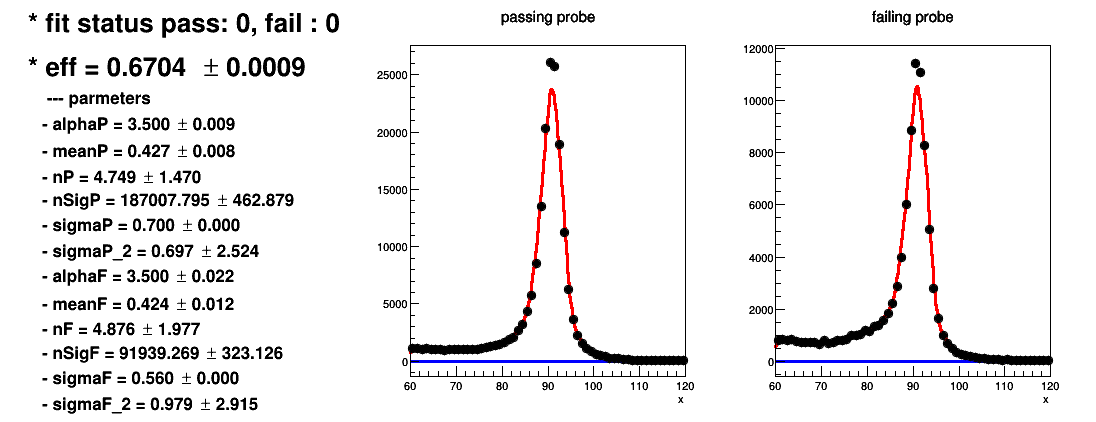 * fit status pass: 0, fail : 0
* eff = 0.6704 ± 0.0009
--- parmeters
- alphaP = 3.500 ± 0.009
- meanP = 0.427 ± 0.008
- nP = 4.749 ± 1.470
- nSigP = 187007.795 ± 462.879
- sigmaP = 0.700 ± 0.000
- sigmaP_2 = 0.697 ± 2.524
- alphaF = 3.500 ± 0.022
- meanF = 0.424 ± 0.012
- nF = 4.876 ± 1.977
- nSigF = 91939.269 ± 323.126
- sigmaF = 0.560 ± 0.000
- sigmaF_2 = 0.979 ± 2.915
passing probe
25000
20000
15000
10000
5000
0
60 70 80 90 100 110 120
x
failing probe
12000
10000
8000
6000
4000
2000
0
60 70 80 90 100 110 120
x